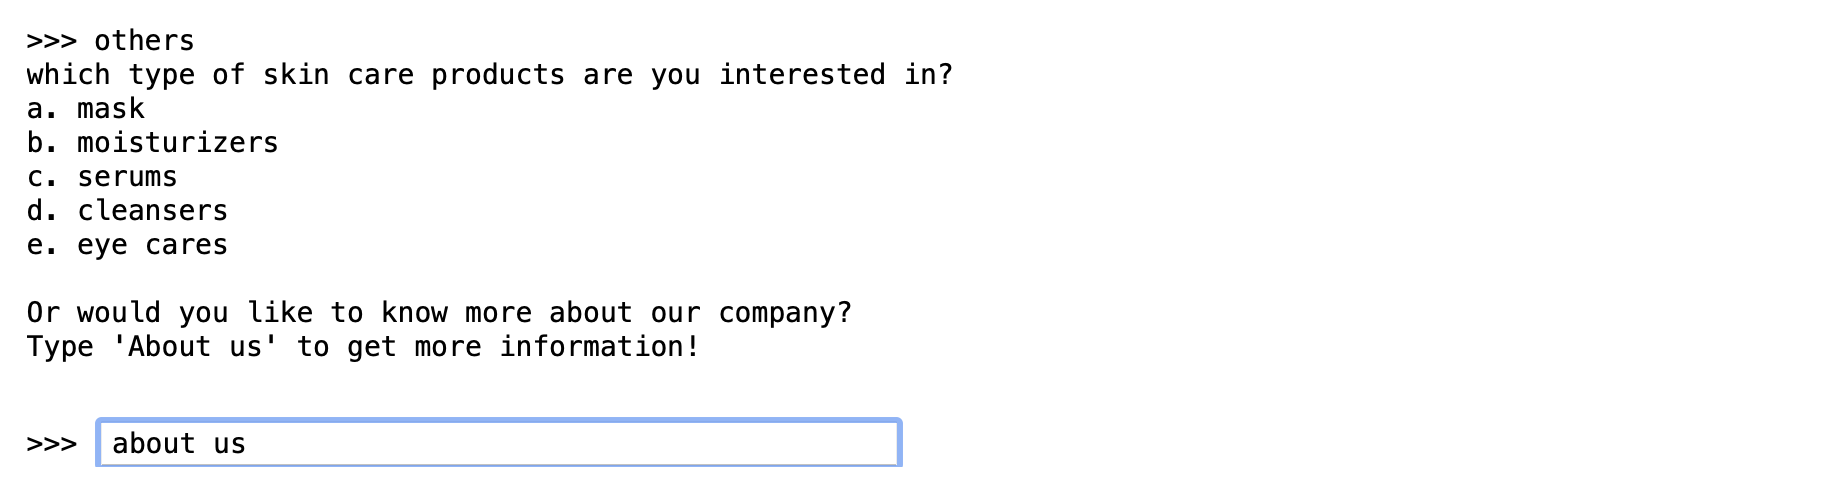 >>> others
which type of skin care products are you interested in?
a. mask
b. moisturizers
c. serums
d. cleansers
e. eye cares
Or would you like to know more about our company?
Type 'About us' to get more information!
>>> about us